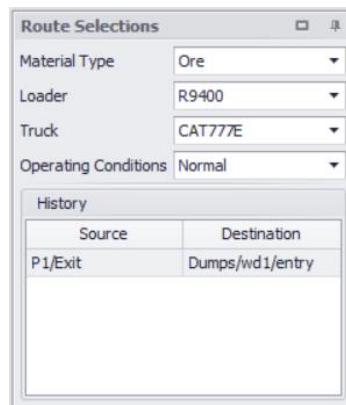 Route Selections
Material Type Ore
Loader R9400
Truck CAT777E
Operating Conditions Normal
History
Source Destination
P1/Exit Dumps/wd1/entry